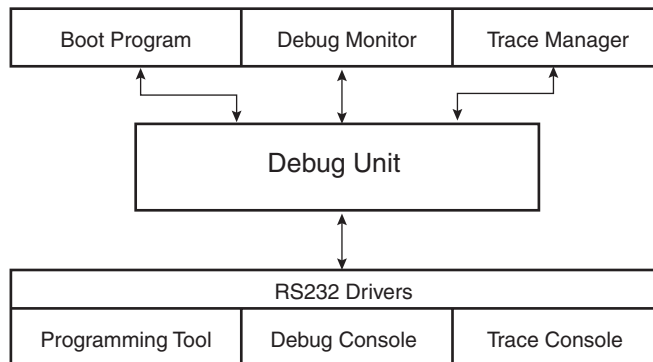 Boot Program
Debug Monitor
Trace Manager
Debug Unit
RS232 Drivers
Programming Tool
Debug Console
Trace Console